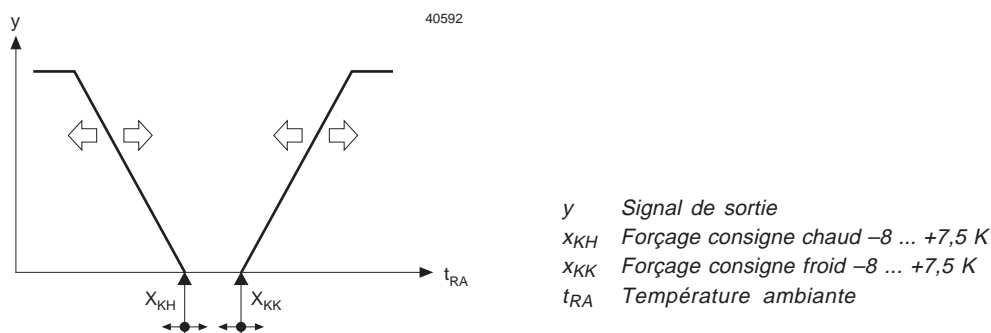 y
40592
t_RA
X_KH
X_KK
y Signal de sortie
x_KH Forçage consigne chaud –8 ... +7,5 K
x_KK Forçage consigne froid –8 ... +7,5 K
t_RA Température ambiante